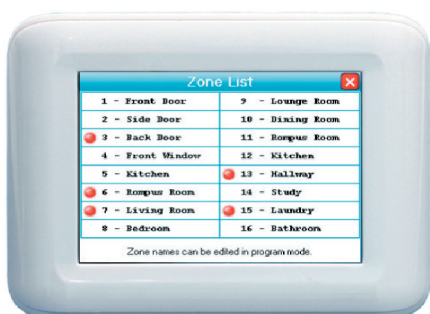 Zone List
1 - Front Door
2 - Side Door
3 - Back Door
4 - Front Window
5 - Kitchen
6 - Rompus Room
7 - Living Room
8 - Bedroom
9 - Lounge Room
10 - Dining Room
11 - Rompus Room
12 - Kitchen
13 - Hallway
14 - Study
15 - Laundry
16 - Bathroom
Zone names can be edited in program mode.